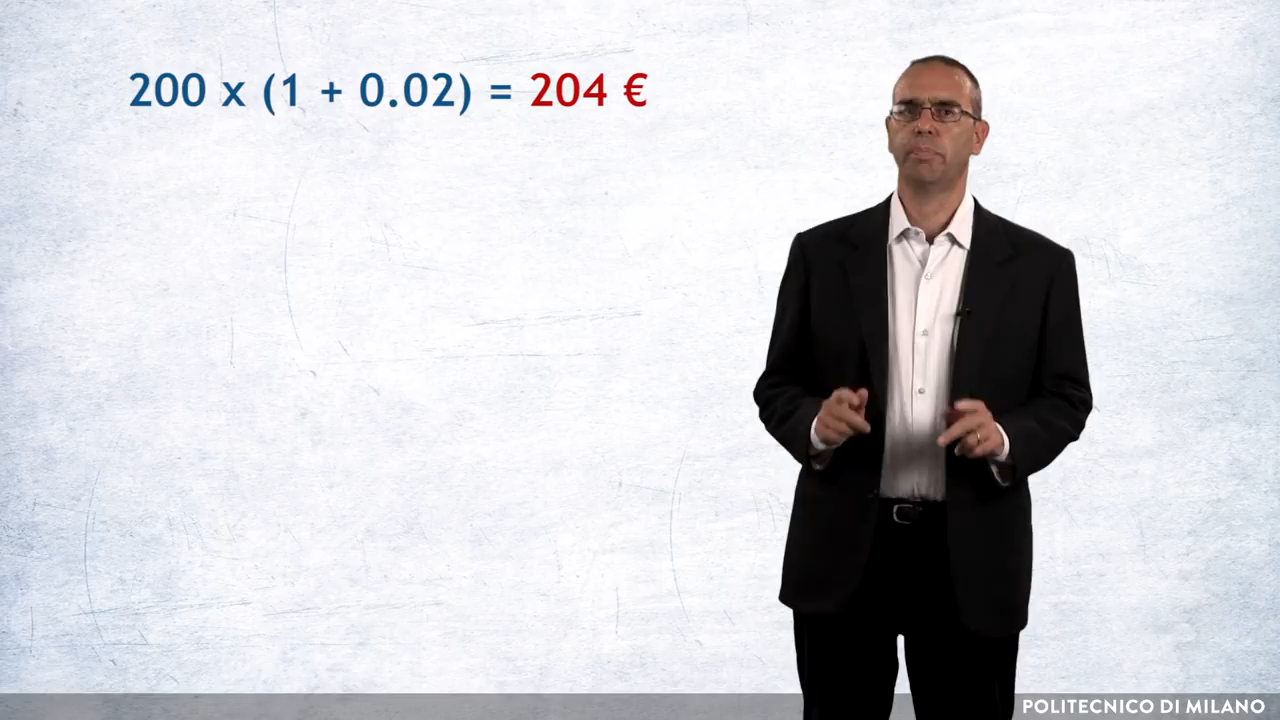 200 x (1 + 0.02) = 204 €
POLITECNICO DI MILANO